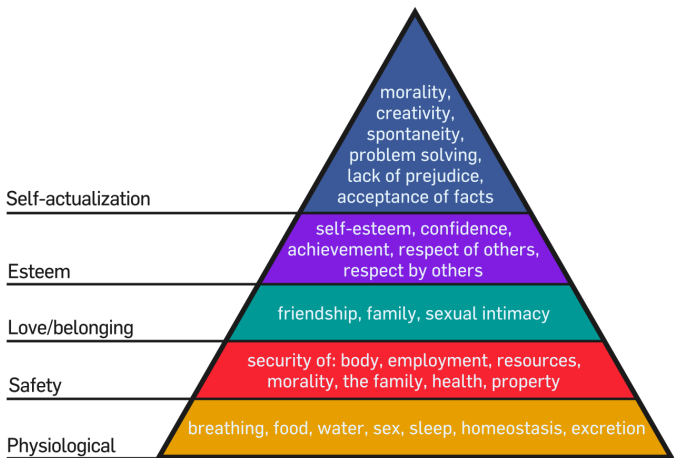 morality,
creativity,
spontaneity,
problem solving,
lack of prejudice,
acceptance of facts
Self-actualization
self-esteem, confidence,
achievement, respect of others,
respect by others
Esteem
friendship, family, sexual intimacy
Love/belonging
security of: body, employment, resources,
morality, the family, health, property
Safety
breathing, food, water, sex, sleep, homeostasis, excretion
Physiological